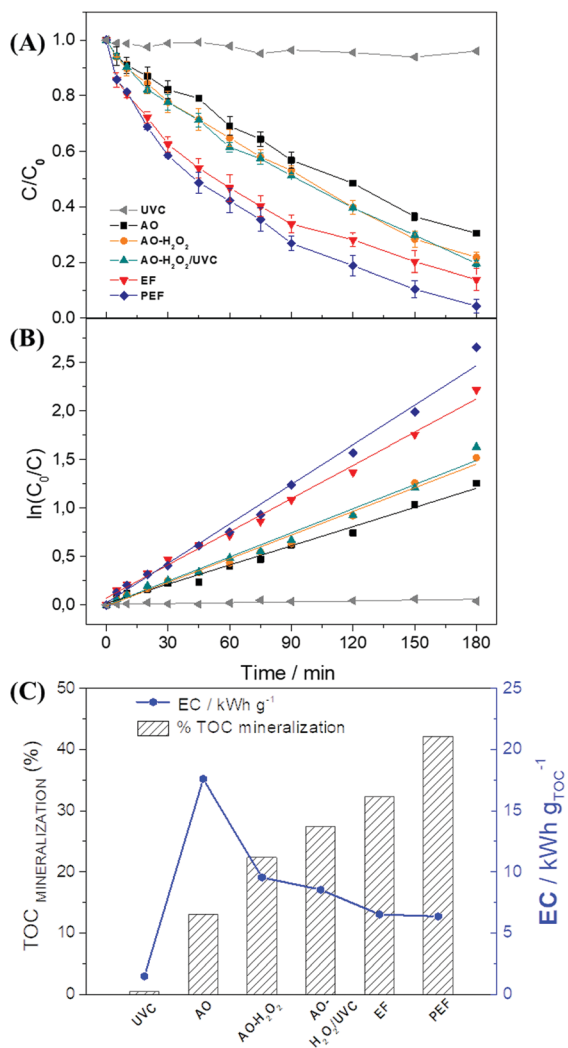 (A)
1.0
0.8
0.6
0.4
0.2
0.0
C/C₀
UVC
AO
AO-H₂O₂
AO-H₂O₂/UVC
EF
PEF
(B)
2,5
2,0
1,5
1,0
0,5
0,0
ln(C₀/C)
0 30 60 90 120 150 180
Time / min
(C)
50
40
30
20
10
0
TOC MINERALIZATION (%)
EC / kWh g⁻¹
% TOC mineralization
25
20
15
10
5
0
EC / kWh g_TOC⁻¹
UVC
AO
AO-H₂O₂
AO-
H₂O₂/UVC
EF
PEF